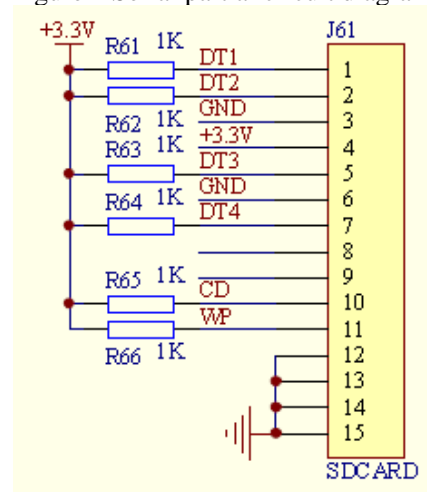 +3.3V
J61
R61 1K DT1 1
DT2 2
R62 1K GND 3
R63 1K +3.3V 4
DT3 5
R64 1K GND 6
DT4 7
8
R65 1K 9
CD 10
WP 11
R66 1K 12
13
14
15
SDCARD